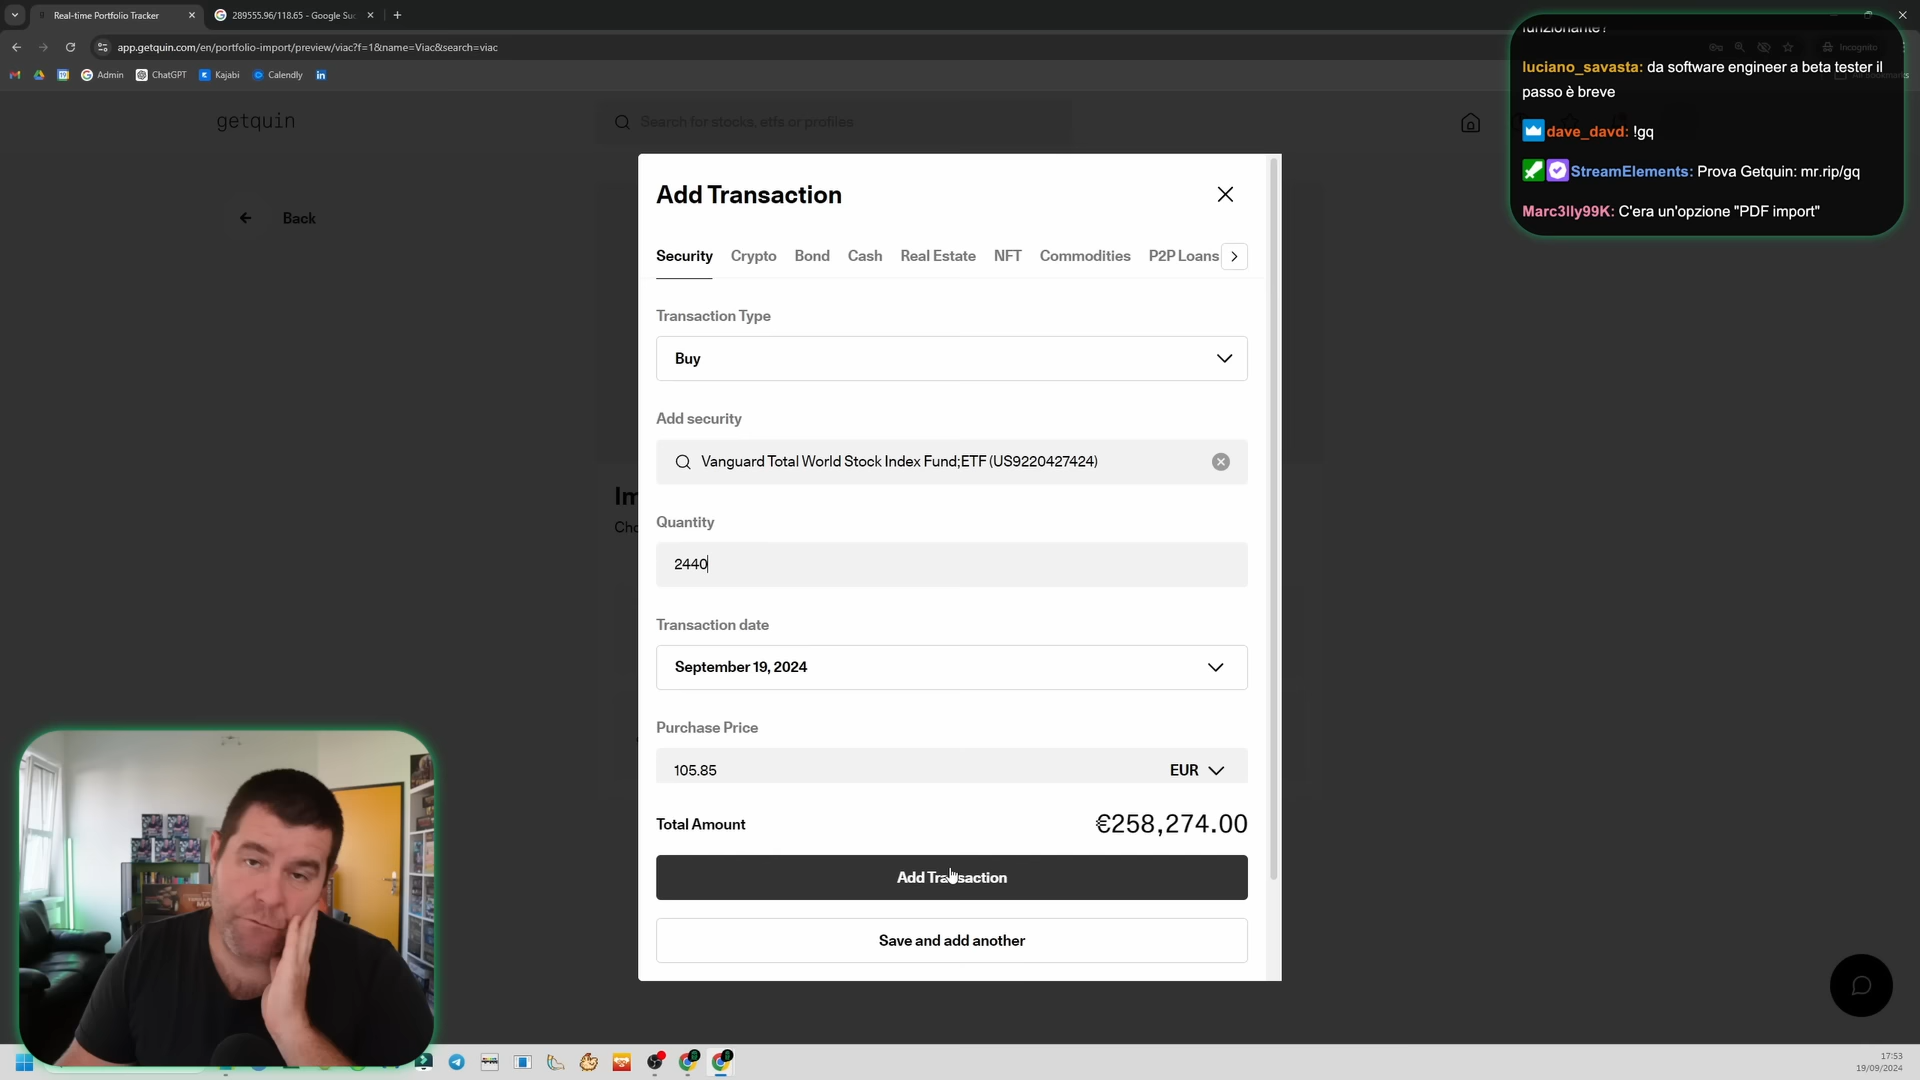 Real-time Portfolio Tracker
289555.96/118.65 - Google Su
app.getquin.com/en/portfolio-import/preview/viac?f=1&name=Viac&search=viac
Incognito
Admin
ChatGPT
Kajabi
Calendly
getquin
Search for stocks, etfs or profiles
Back
funzionante?
luciano_savasta: da software engineer a beta tester il
passo è breve
dave_davd: !gq
StreamElements: Prova Getquin: mr.rip/gq
Marc3lly99K: C'era un'opzione "PDF import"
Add Transaction
Security
Crypto
Bond
Cash
Real Estate
NFT
Commodities
P2P Loans
Transaction Type
Buy
Add security
Vanguard Total World Stock Index Fund;ETF (US9220427424)
Im
Cho
Quantity
2440
Transaction date
September 19, 2024
Purchase Price
105.85
EUR
Total Amount
€258,274.00
Add Transaction
Save and add another
17:53
19/09/2024